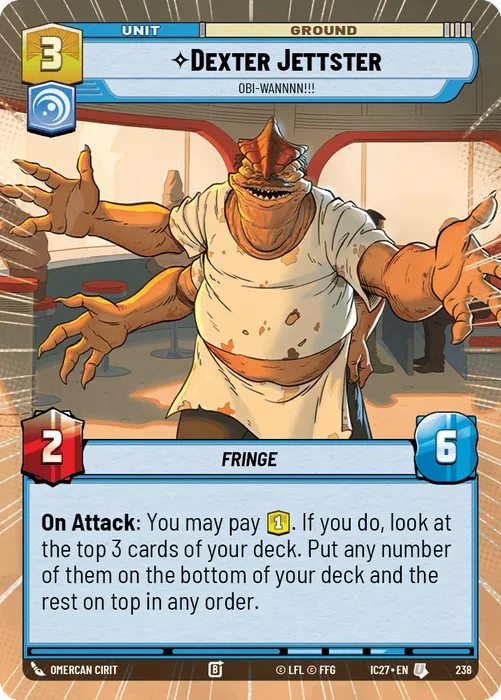 UNIT
GROUND
3
✧DEXTER JETTSTER
OBI-WANNNN!!!
2
FRINGE
6
On Attack: You may pay 1. If you do, look at
the top 3 cards of your deck. Put any number
of them on the bottom of your deck and the
rest on top in any order.
OMERCAN CIRIT
B
© LFL © FFG
IC27•EN
U
238